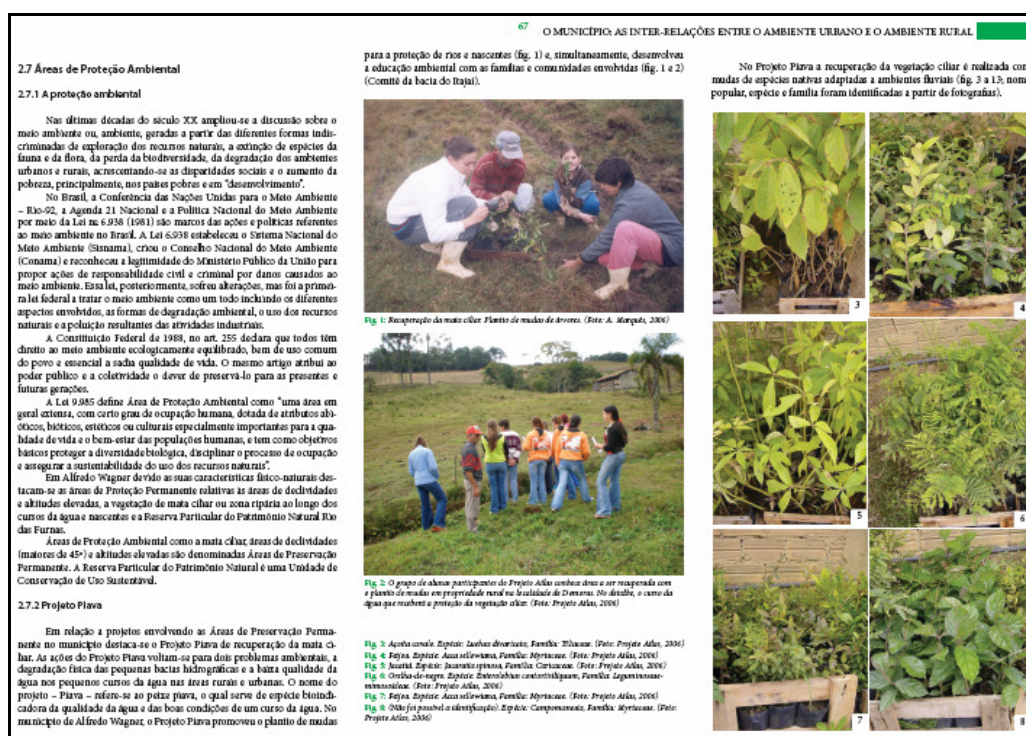 67
O MUNICÍPIO: AS INTER-RELAÇÕES ENTRE O AMBIENTE URBANO E O AMBIENTE RURAL
2.7 Áreas de Proteção Ambiental
2.7.1 A proteção ambiental
Nas últimas décadas do século XX ampliou-se a discussão sobre o
meio ambiente ou, ambiente, geradas a partir das diferentes formas indis-
criminadas de exploração dos recursos naturais, a extinção de espécies da
fauna e da flora, da perda da biodiversidade, da degradação dos ambientes
urbanos e rurais, acrescentando-se as disparidades sociais e o aumento da
pobreza, principalmente, nos países pobres e em "desenvolvimento".
No Brasil, a Conferência das Nações Unidas para o Meio Ambiente
– Rio-92, a Agenda 21 Nacional e a Política Nacional do Meio Ambiente
por meio da Lei nº 6.938 (1981) são marcos das ações e políticas referentes
ao meio ambiente no Brasil. A Lei 6.938 estabeleceu o Sistema Nacional do
Meio Ambiente (Sisnama), criou o Conselho Nacional do Meio Ambiente
(Conama) e reconheceu a legitimidade do Ministério Público da União para
propor ações de responsabilidade civil e criminal por danos causados ao
meio ambiente. Essa lei, posteriormente, sofreu alterações, mas foi a primei-
ra lei federal a tratar o meio ambiente como um todo incluindo os diferentes
aspectos envolvidos, as formas de degradação ambiental, o uso dos recursos
naturais e a poluição resultantes das atividades industriais.
A Constituição Federal de 1988, no art. 255 declara que todos têm
direito ao meio ambiente ecologicamente equilibrado, bem de uso comum
do povo e essencial a sadia qualidade de vida. O mesmo artigo atribui ao
poder público e a coletividade o dever de preservá-lo para as presentes e
futuras gerações.
A Lei 9.985 define Área de Proteção Ambiental como "uma área em
geral extensa, com certo grau de ocupação humana, dotada de atributos abi-
óticos, bióticos, estéticos ou culturais especialmente importantes para a qua-
lidade de vida e o bem-estar das populações humanas, e tem como objetivos
básicos proteger a diversidade biológica, disciplinar o processo de ocupação
e assegurar a sustentabilidade do uso dos recursos naturais".
Em Alfredo Wagner devido as suas características físico-naturais des-
tacam-se as áreas de Proteção Permanente relativas às áreas de declividades
e altitudes elevadas, a vegetação de mata ciliar ou zona ripária ao longo dos
cursos da água e nascentes e a Reserva Particular do Patrimônio Natural Rio
das Furnas.
Áreas de Proteção Ambiental como a mata ciliar, áreas de declividades
(maiores de 45º) e altitudes elevadas são denominadas Áreas de Preservação
Permanente. A Reserva Particular do Patrimônio Natural é uma Unidade de
Conservação de Uso Sustentável.
2.7.2 Projeto Piava
Em relação a projetos envolvendo as Áreas de Preservação Perma-
nente no município destaca-se o Projeto Piava de recuperação da mata ci-
liar. As ações do Projeto Piava voltam-se para dois problemas ambientais, a
degradação física das pequenas bacias hidrográficas e a baixa qualidade da
água nos pequenos cursos da água nas áreas rurais e urbanas. O nome do
projeto – Piava – refere-se ao peixe piava, o qual serve de espécie bioindi-
cadora da qualidade da água e das boas condições de um curso da água. No
município de Alfredo Wagner, o Projeto Piava promoveu o plantio de mudas
para a proteção de rios e nascentes (fig. 1) e, simultaneamente, desenvolveu
a educação ambiental com as famílias e comunidades envolvidas (fig. 1 e 2)
(Comitê da bacia do Itajaí).
Fig. 1: Recuperação da mata ciliar. Plantio de mudas de árvores. (Foto: A. Marquês, 2006)
Fig. 2: O grupo de alunos participantes do Projeto Atlas conhece área a ser recuperada com
o plantio de mudas em propriedade rural na localidade de Demoras. No detalhe, o curso da
água que receberá a proteção da vegetação ciliar. (Foto: Projeto Atlas, 2006)
Fig. 3: Açoita cavalo. Espécie: Luehea divaricata, Família: Tiliaceae. (Foto: Projeto Atlas, 2006)
Fig. 4: Feijoa. Espécie: Acca sellowiana, Família: Myrtaceae. (Foto: Projeto Atlas, 2006)
Fig. 5: Jacatiá. Espécie: Jacaratia spinosa, Família: Caricaceae. (Foto: Projeto Atlas, 2006)
Fig. 6: Orelha-de-negro. Espécie: Enterolobium contortisiliquum, Família: Leguminosae-
mimosoideae. (Foto: Projeto Atlas, 2006)
Fig. 7: Feijoa. Espécie: Acca sellowiana, Família: Myrtaceae. (Foto: Projeto Atlas, 2006)
Fig. 8: (Não foi possível a identificação). Espécie: Campomanesia, Família: Myrtaceae. (Foto:
Projeto Atlas, 2006)
No Projeto Piava a recuperação da vegetação ciliar é realizada com
mudas de espécies nativas adaptadas a ambientes fluviais (fig. 3 a 13; nom
popular, espécie e família foram identificadas a partir de fotografias).
3
4
5
6
7
8